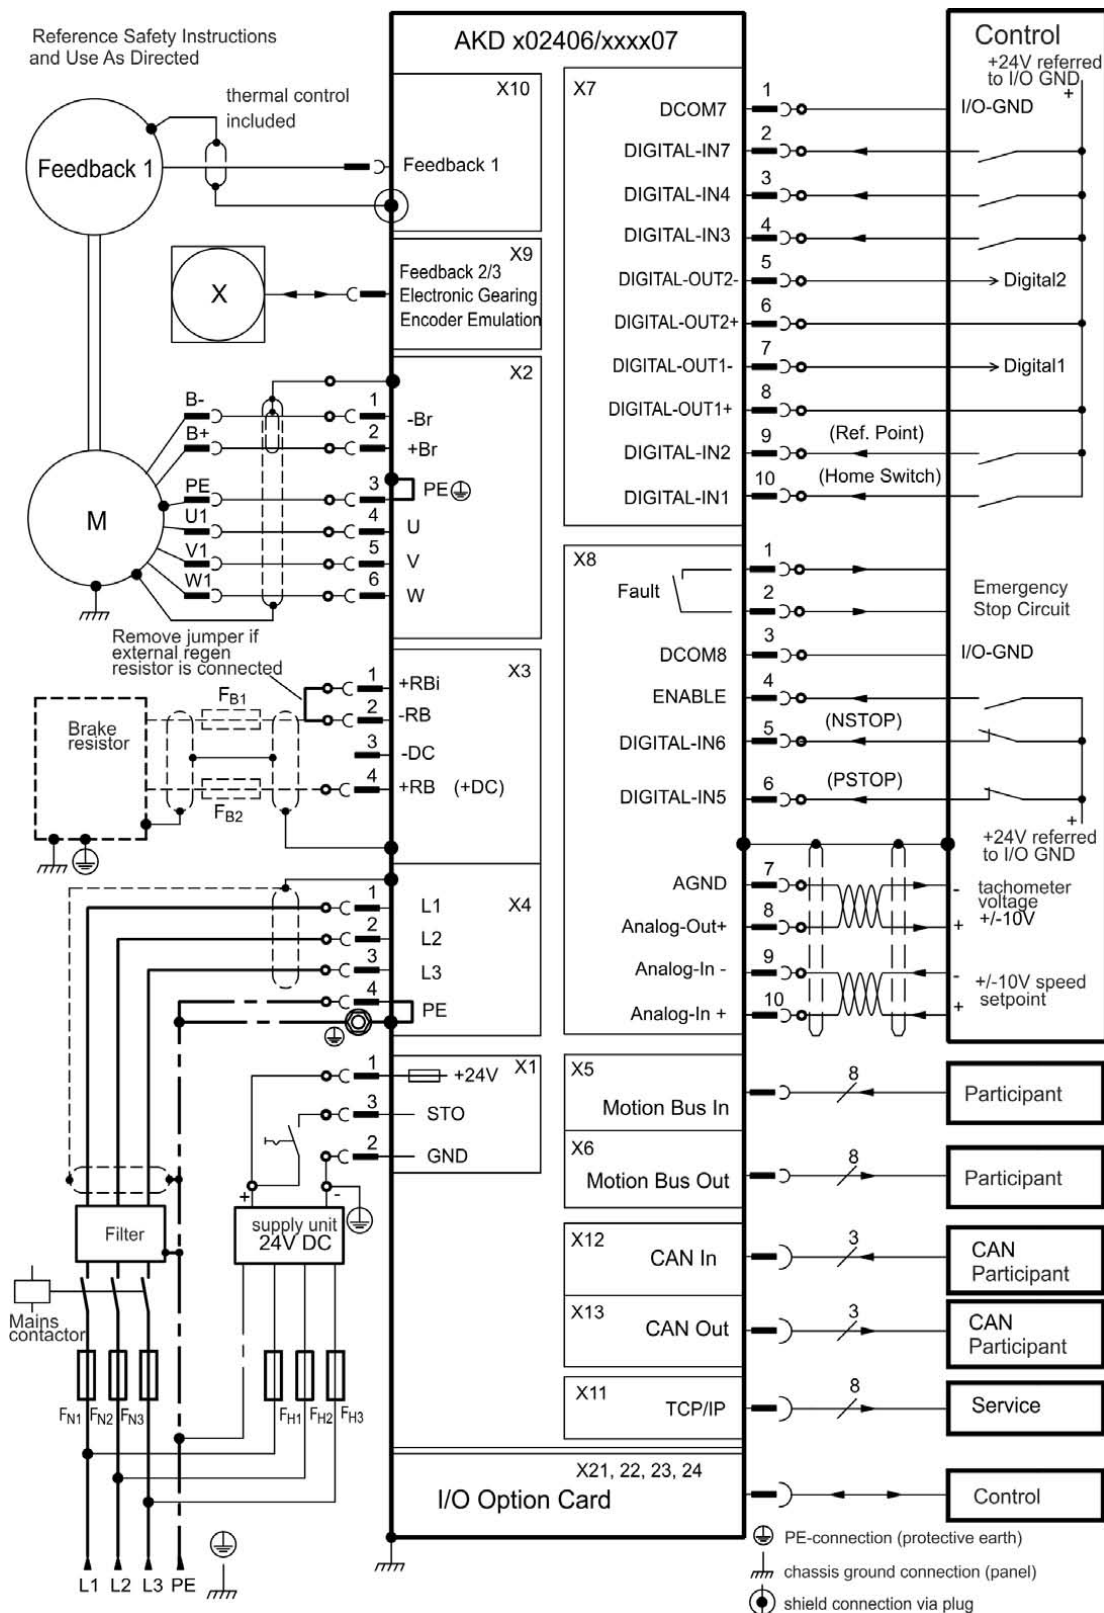 Reference Safety Instructions
and Use As Directed
AKD x02406/xxxx07
Control
+24V referred
to I/O GND
+
thermal control
included
Feedback 1
X10
Feedback 1
X
X9
Feedback 2/3
Electronic Gearing
Encoder Emulation
X2
B-
1
-Br
B+
2
+Br
PE
3
PE
U1
4
U
V1
5
V
W1
6
W
M
Remove jumper if
external regen
resistor is connected
X3
1
+RBi
2
-RB
3
-DC
4
+RB (+DC)
Brake
resistor
FB1
FB2
X4
1
L1
2
L2
3
L3
4
PE
X1
1
+24V
3
STO
2
GND
+
-
supply unit
24V DC
Filter
Mains
contactor
FN1
FN2
FN3
FH1
FH2
FH3
L1
L2
L3
PE
X7
DCOM7
1
I/O-GND
DIGITAL-IN7
2
DIGITAL-IN4
3
DIGITAL-IN3
4
DIGITAL-OUT2-
5
Digital2
DIGITAL-OUT2+
6
DIGITAL-OUT1-
7
Digital1
DIGITAL-OUT1+
8
DIGITAL-IN2
9
(Ref. Point)
DIGITAL-IN1
10
(Home Switch)
X8
Fault
1
2
Emergency
Stop Circuit
DCOM8
3
I/O-GND
ENABLE
4
DIGITAL-IN6
5
(NSTOP)
DIGITAL-IN5
6
(PSTOP)
+
+24V referred
to I/O GND
AGND
7
-
tachometer
voltage
+/-10V
Analog-Out+
8
+
Analog-In -
9
-
+/-10V speed
setpoint
Analog-In +
10
+
X5
Motion Bus In
8
Participant
X6
Motion Bus Out
8
Participant
X12
CAN In
3
CAN
Participant
X13
CAN Out
3
CAN
Participant
X11
TCP/IP
8
Service
X21, 22, 23, 24
I/O Option Card
Control
PE-connection (protective earth)
chassis ground connection (panel)
shield connection via plug